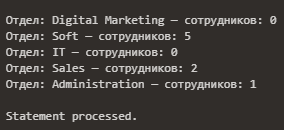 Отдел: Digital Marketing — сотрудников: 0
Отдел: Soft — сотрудников: 5
Отдел: IT — сотрудников: 0
Отдел: Sales — сотрудников: 2
Отдел: Administration — сотрудников: 1
Statement processed.